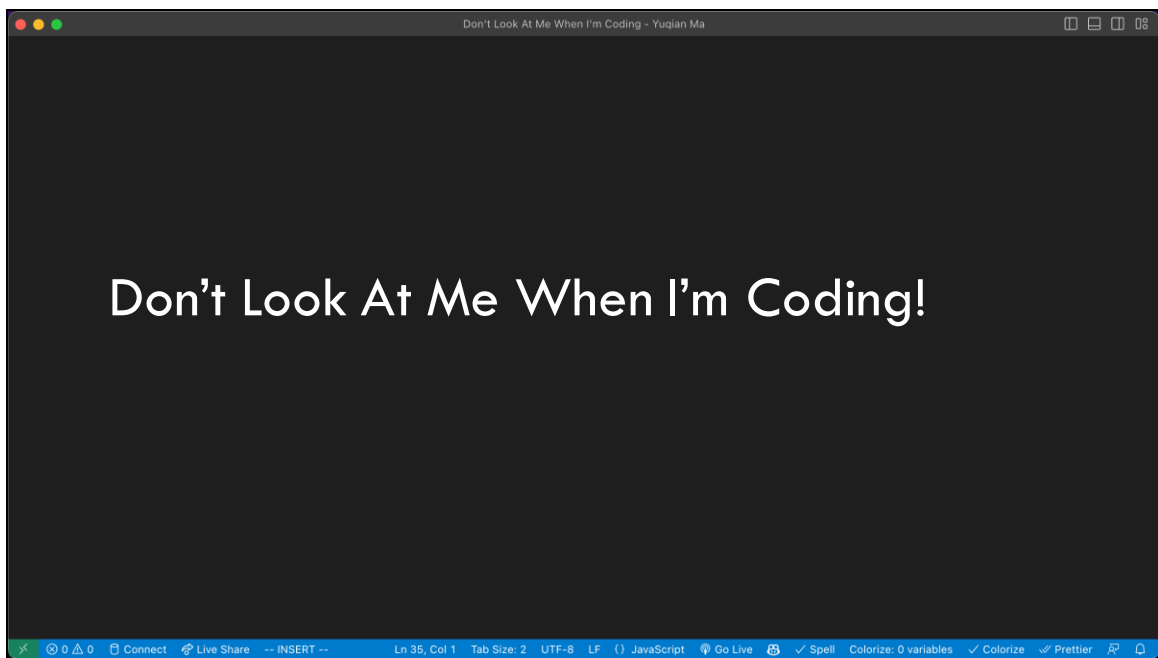 Don't Look At Me When I'm Coding - Yuqian Ma
Don’t Look At Me When I’m Coding!
0 0 Connect Live Share -- INSERT -- Ln 35, Col 1 Tab Size: 2 UTF-8 LF {} JavaScript Go Live Spell Colorize: 0 variables Colorize Prettier